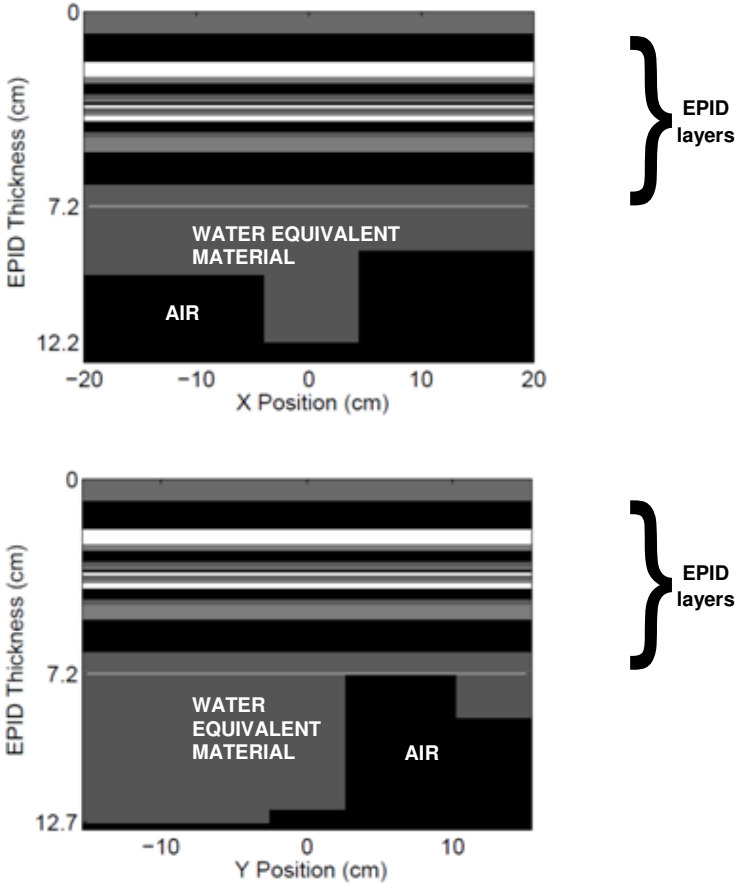 0
EPID Thickness (cm)
7.2
12.2
WATER EQUIVALENT
MATERIAL
AIR
EPID
layers
−20 −10 0 10 20
X Position (cm)
0
EPID Thickness (cm)
7.2
12.7
WATER
EQUIVALENT
MATERIAL
AIR
EPID
layers
−10 0 10
Y Position (cm)